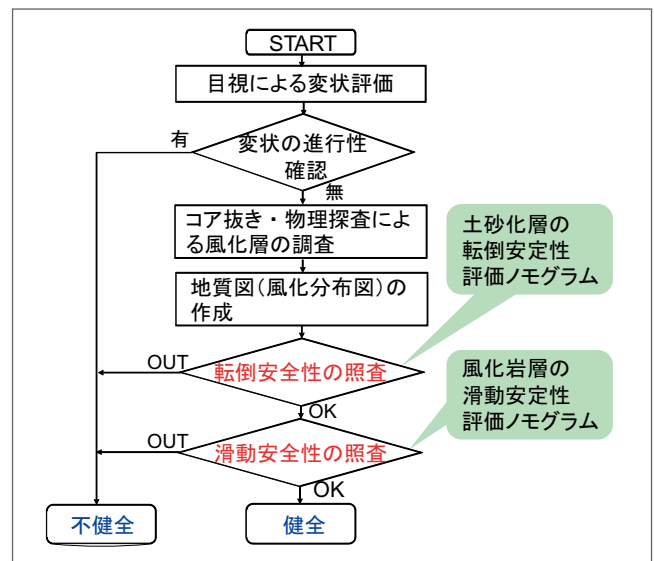 START
目視による変状評価
有
変状の進行性
確認
無
コア抜き・物理探査によ
る風化層の調査
土砂化層の
転倒安定性
評価ノモグラム
地質図(風化分布図)の
作成
OUT
転倒安全性の照査
OK
風化岩層の
滑動安定性
評価ノモグラム
OUT
滑動安全性の照査
OK
不健全
健全